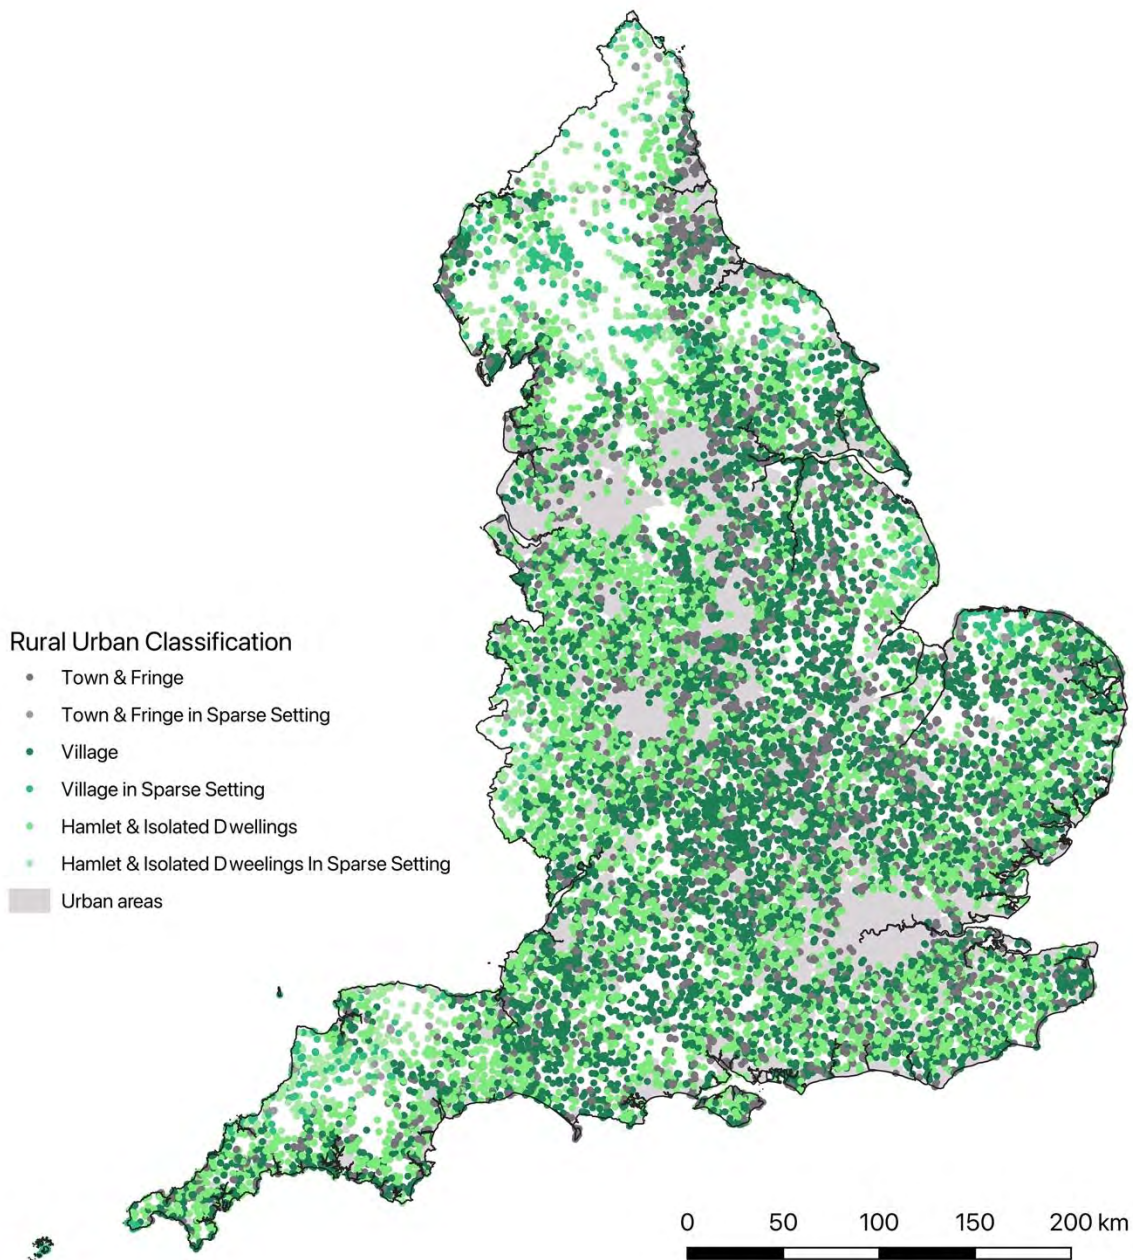 Rural Urban Classification
Town & Fringe
Town & Fringe in Sparse Setting
Village
Village in Sparse Setting
Hamlet & Isolated Dwellings
Hamlet & Isolated Dweelings In Sparse Setting
Urban areas
0 50 100 150 200 km